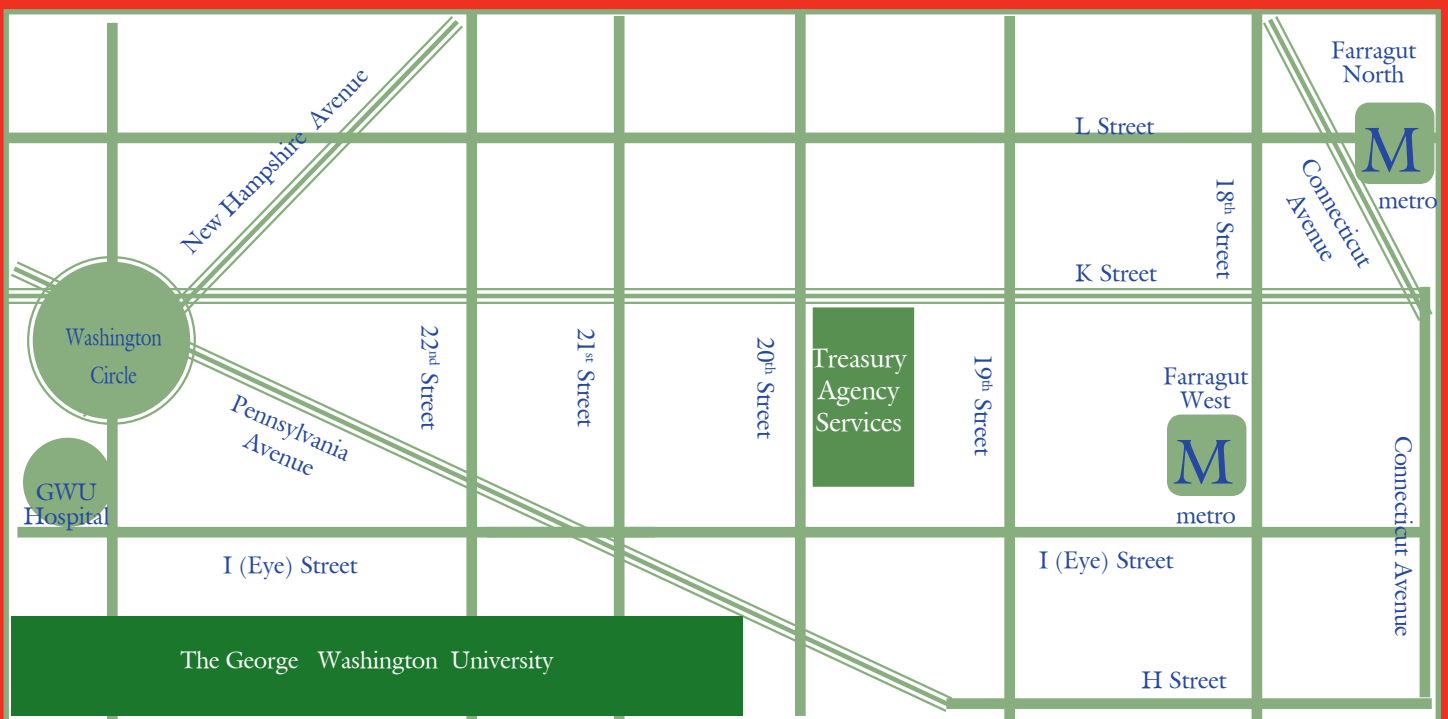 Farragut
North
New Hampshire Avenue
L Street
M
metro
Connecticut
Avenue
18th Street
K Street
Washington
Circle
22nd Street
21st Street
20th Street
Treasury
Agency
Services
19th Street
Farragut
West
M
metro
Pennsylvania
Avenue
Connecticut Avenue
GWU
Hospital
I (Eye) Street
I (Eye) Street
The George Washington University
H Street